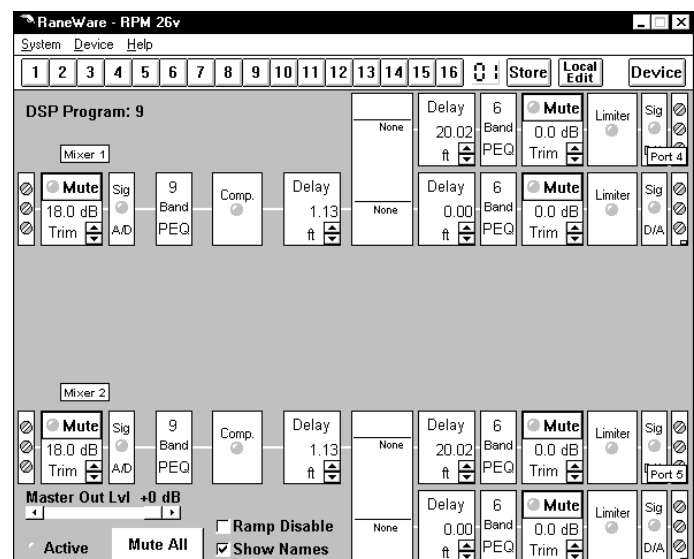 RaneWare - RPM 26v
System Device Help
1 2 3 4 5 6 7 8 9 10 11 12 13 14 15 16 01 Store Local Edit Device
DSP Program: 9
None
Delay 20.02 ft
6 Band PEQ
Mute 0.0 dB Trim
Limiter
Sig
Port 4
Mixer 1
Mute 18.0 dB Trim
Sig A/D
9 Band PEQ
Comp.
Delay 1.13 ft
None
Delay 0.00 ft
6 Band PEQ
Mute 0.0 dB Trim
Limiter
Sig D/A
Mixer 2
Mute 18.0 dB Trim
Sig A/D
9 Band PEQ
Comp.
Delay 1.13 ft
None
Delay 20.02 ft
6 Band PEQ
Mute 0.0 dB Trim
Limiter
Sig
Port 5
Master Out Lvl +0 dB
Active
Mute All
Ramp Disable
Show Names
None
Delay 0.00 ft
6 Band PEQ
Mute 0.0 dB Trim
Limiter
Sig D/A